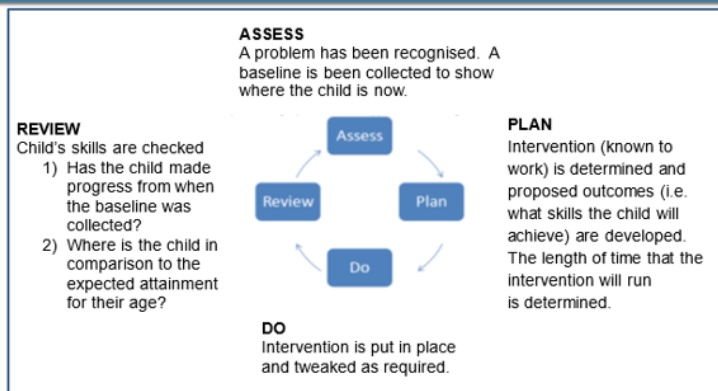 ASSESS
A problem has been recognised. A
baseline is been collected to show
where the child is now.
REVIEW
Child's skills are checked
1) Has the child made
progress from when
the baseline was
collected?
2) Where is the child in
comparison to the
expected attainment
for their age?
Assess
Review
Plan
Do
PLAN
Intervention (known to
work) is determined and
proposed outcomes (i.e.
what skills the child will
achieve) are developed.
The length of time that the
intervention will run
is determined.
DO
Intervention is put in place
and tweaked as required.